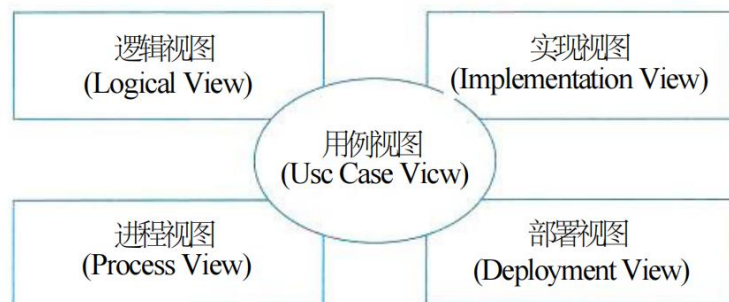 逻辑视图
(Logical View)
实现视图
(Implementation View)
用例视图
(Usc Case Vicw)
进程视图
(Process View)
部署视图
(Deployment View)